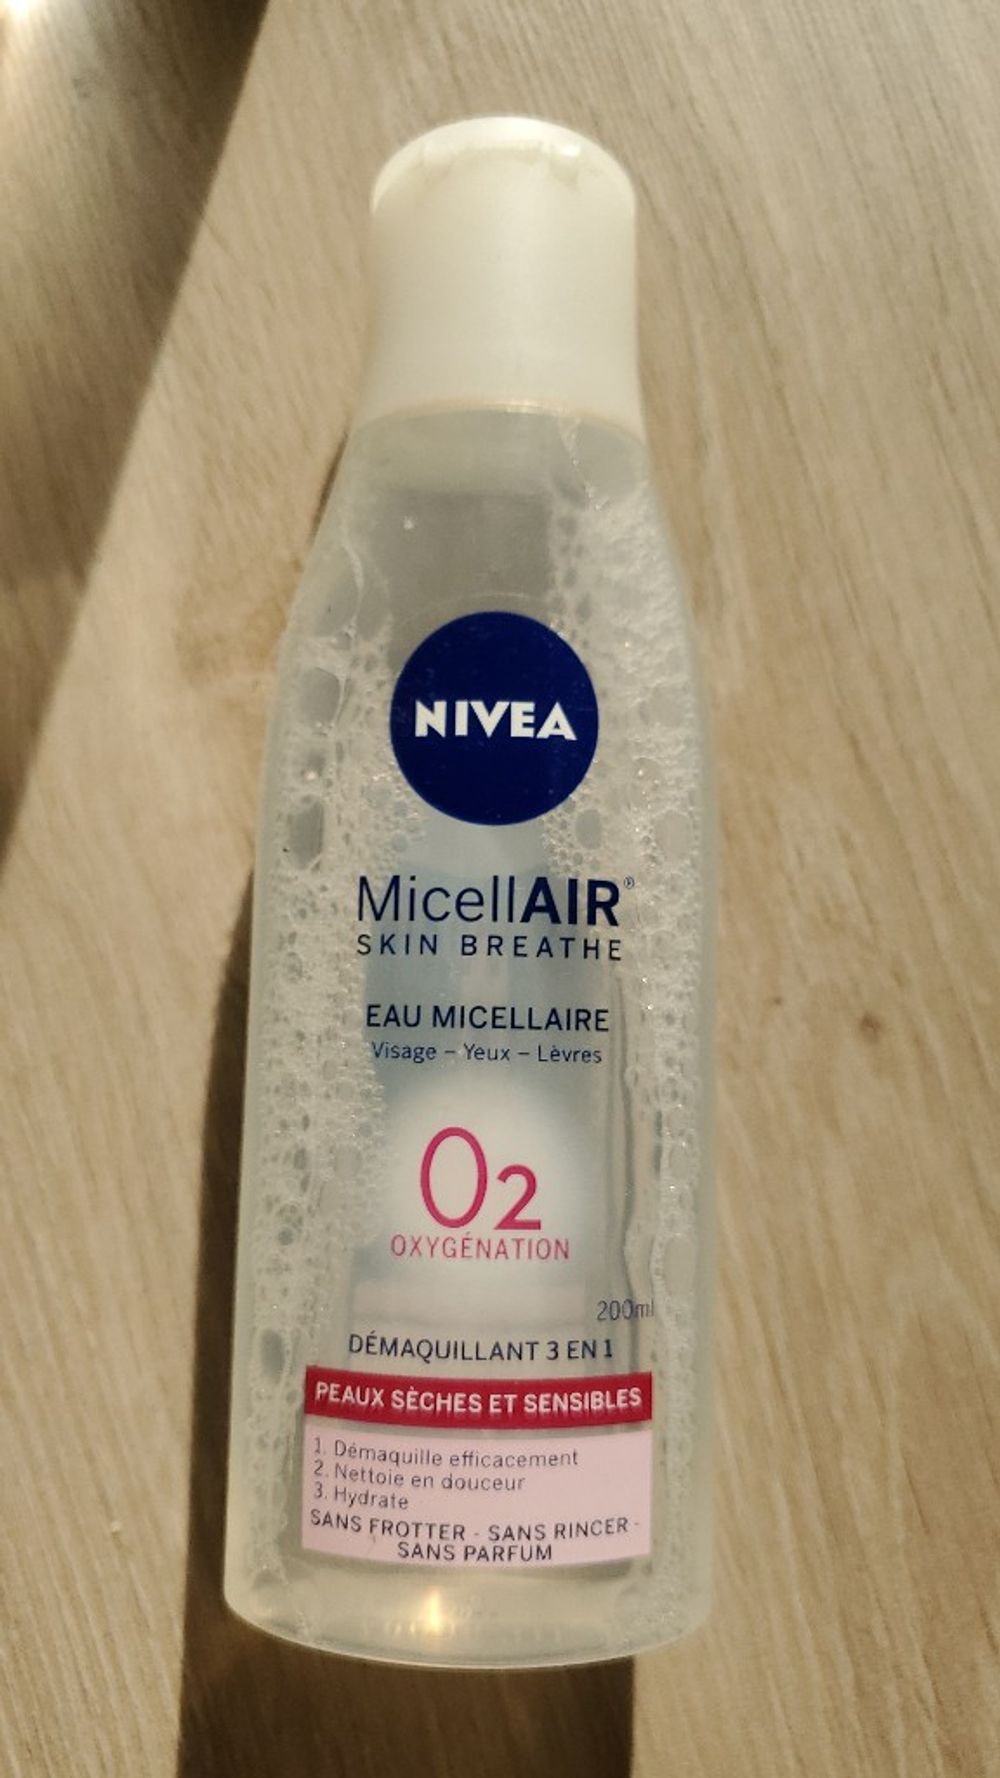 NIVEA
MicellAIR®
SKIN BREATHE
EAU MICELLAIRE
Visage – Yeux – Lèvres
O2
OXYGÉNATION
200ml
DÉMAQUILLANT 3 EN 1
PEAUX SÈCHES ET SENSIBLES
1. Démaquille efficacement
2. Nettoie en douceur
3. Hydrate
SANS FROTTER - SANS RINCER -
SANS PARFUM